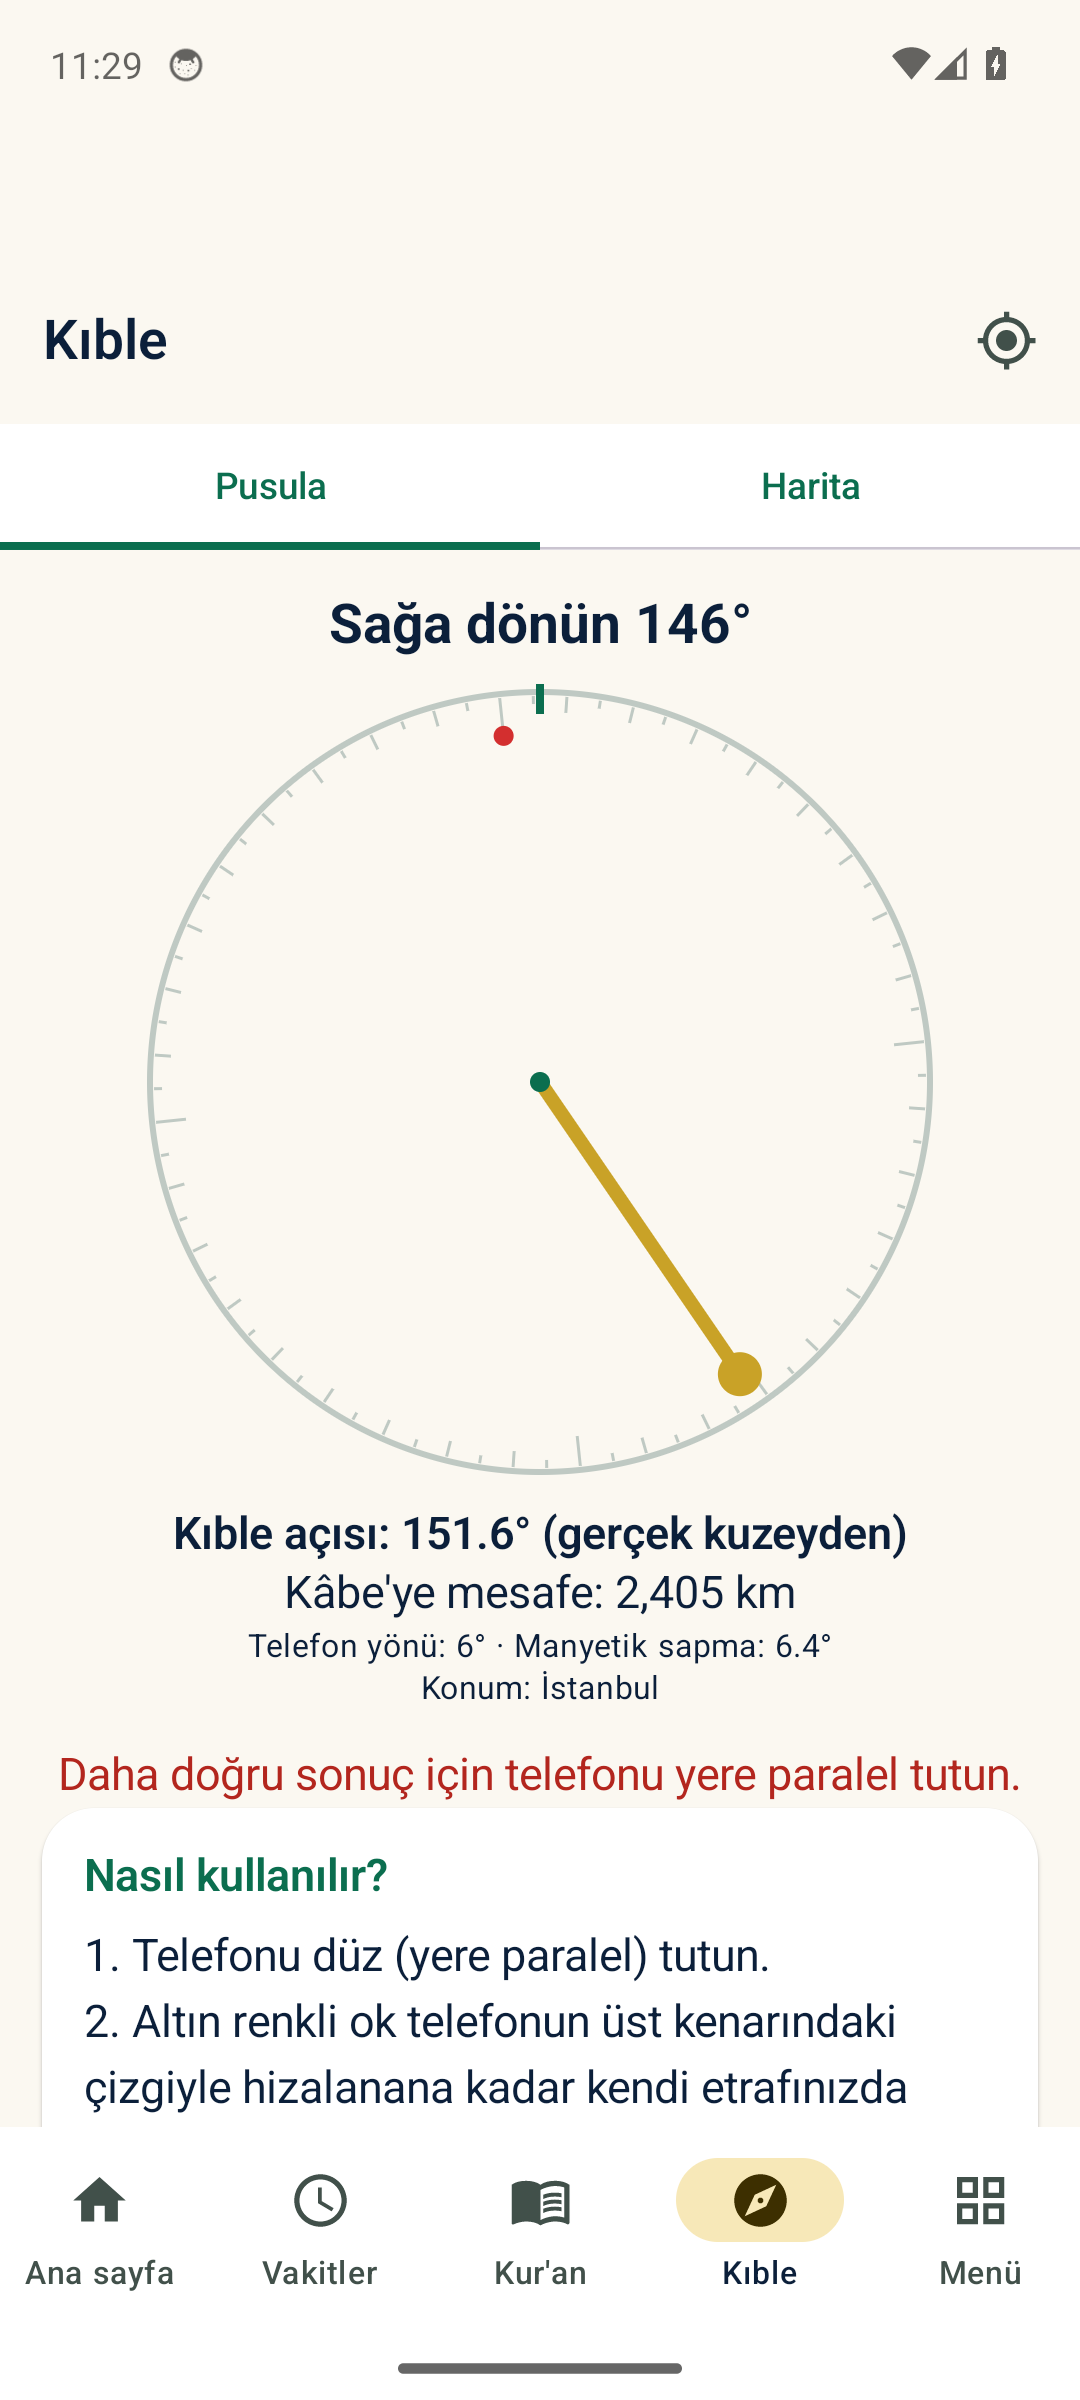 11:29
Kıble
Pusula
Harita
Sağa dönün 146°
Kıble açısı: 151.6° (gerçek kuzeyden)
Kâbe'ye mesafe: 2,405 km
Telefon yönü: 6° · Manyetik sapma: 6.4°
Konum: İstanbul
Daha doğru sonuç için telefonu yere paralel tutun.
Nasıl kullanılır?
1. Telefonu düz (yere paralel) tutun.
2. Altın renkli ok telefonun üst kenarındaki
çizgiyle hizalanana kadar kendi etrafınızda
Ana sayfa
Vakitler
Kur'an
Kıble
Menü